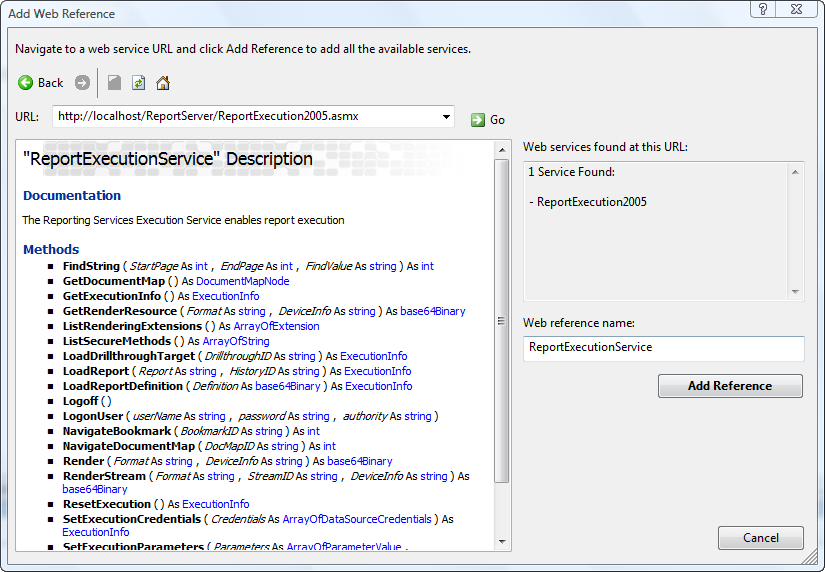 Add Web Reference
Navigate to a web service URL and click Add Reference to add all the available services.
Back
URL: http://localhost/ReportServer/ReportExecution2005.asmx Go
"ReportExecutionService" Description
Documentation
The Reporting Services Execution Service enables report execution
Methods
FindString ( StartPage As int , EndPage As int , FindValue As string ) As int
GetDocumentMap () As DocumentMapNode
GetExecutionInfo () As ExecutionInfo
GetRenderResource ( Format As string , DeviceInfo As string ) As base64Binary
ListRenderingExtensions () As ArrayOfExtension
ListSecureMethods () As ArrayOfString
LoadDrillthroughTarget ( DrillthroughID As string ) As ExecutionInfo
LoadReport ( Report As string , HistoryID As string ) As ExecutionInfo
LoadReportDefinition ( Definition As base64Binary ) As ExecutionInfo
Logoff ()
LogonUser ( userName As string , password As string , authority As string )
NavigateBookmark ( BookmarkID As string ) As int
NavigateDocumentMap ( DocMapID As string ) As int
Render ( Format As string , DeviceInfo As string ) As base64Binary
RenderStream ( Format As string , StreamID As string , DeviceInfo As string ) As
base64Binary
ResetExecution () As ExecutionInfo
SetExecutionCredentials ( Credentials As ArrayOfDataSourceCredentials ) As
ExecutionInfo
SetExecutionParameters ( Parameters As ArrayOfParameterValue ,
Web services found at this URL:
1 Service Found:
- ReportExecution2005
Web reference name:
ReportExecutionService
Add Reference
Cancel